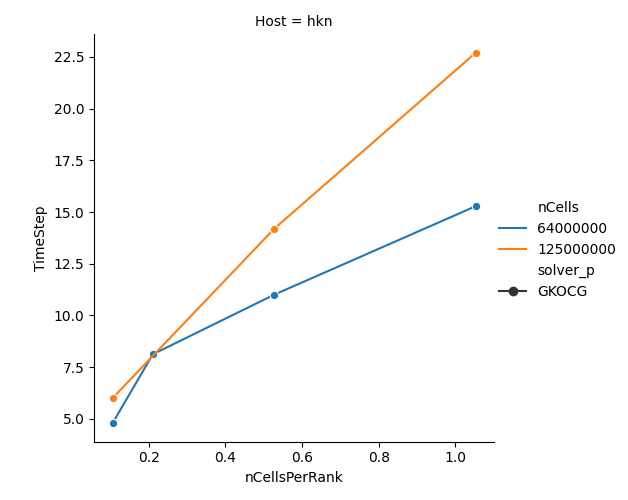 Host = hkn
22.5
20.0
17.5
15.0
12.5
10.0
7.5
5.0
TimeStep
0.2
0.4
0.6
0.8
1.0
nCellsPerRank
nCells
64000000
125000000
solver_p
GKOCG